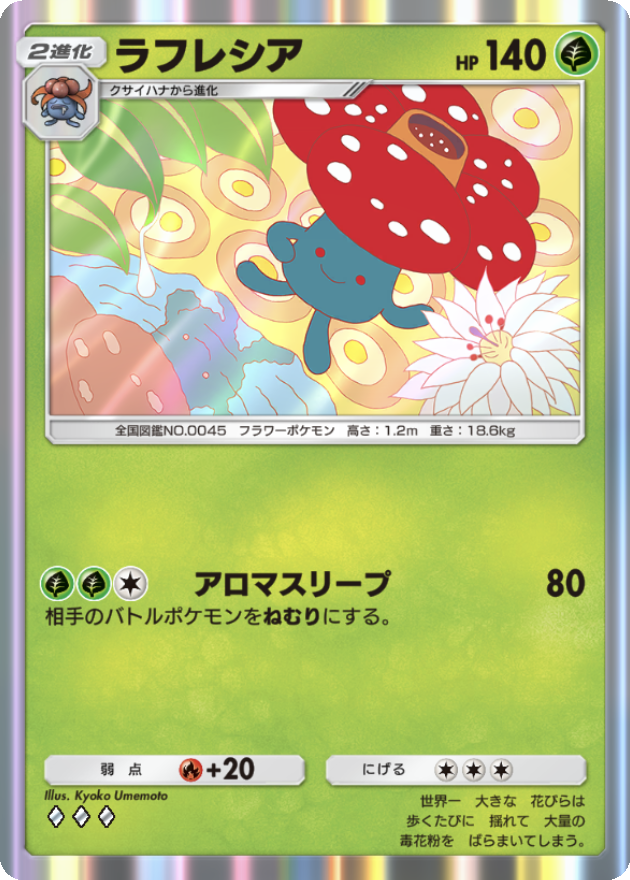 2進化 ラフレシア HP 140
クサイハナから進化
全国図鑑NO.0045 フラワーポケモン 高さ:1.2m 重さ:18.6kg
アロマスリープ 80
相手のバトルポケモンをねむりにする。
弱点 +20 にげる
Illus. Kyoko Umemoto
世界一 大きな 花びらは
歩くたびに 揺れて 大量の
毒花粉を ばらまいてしまう。